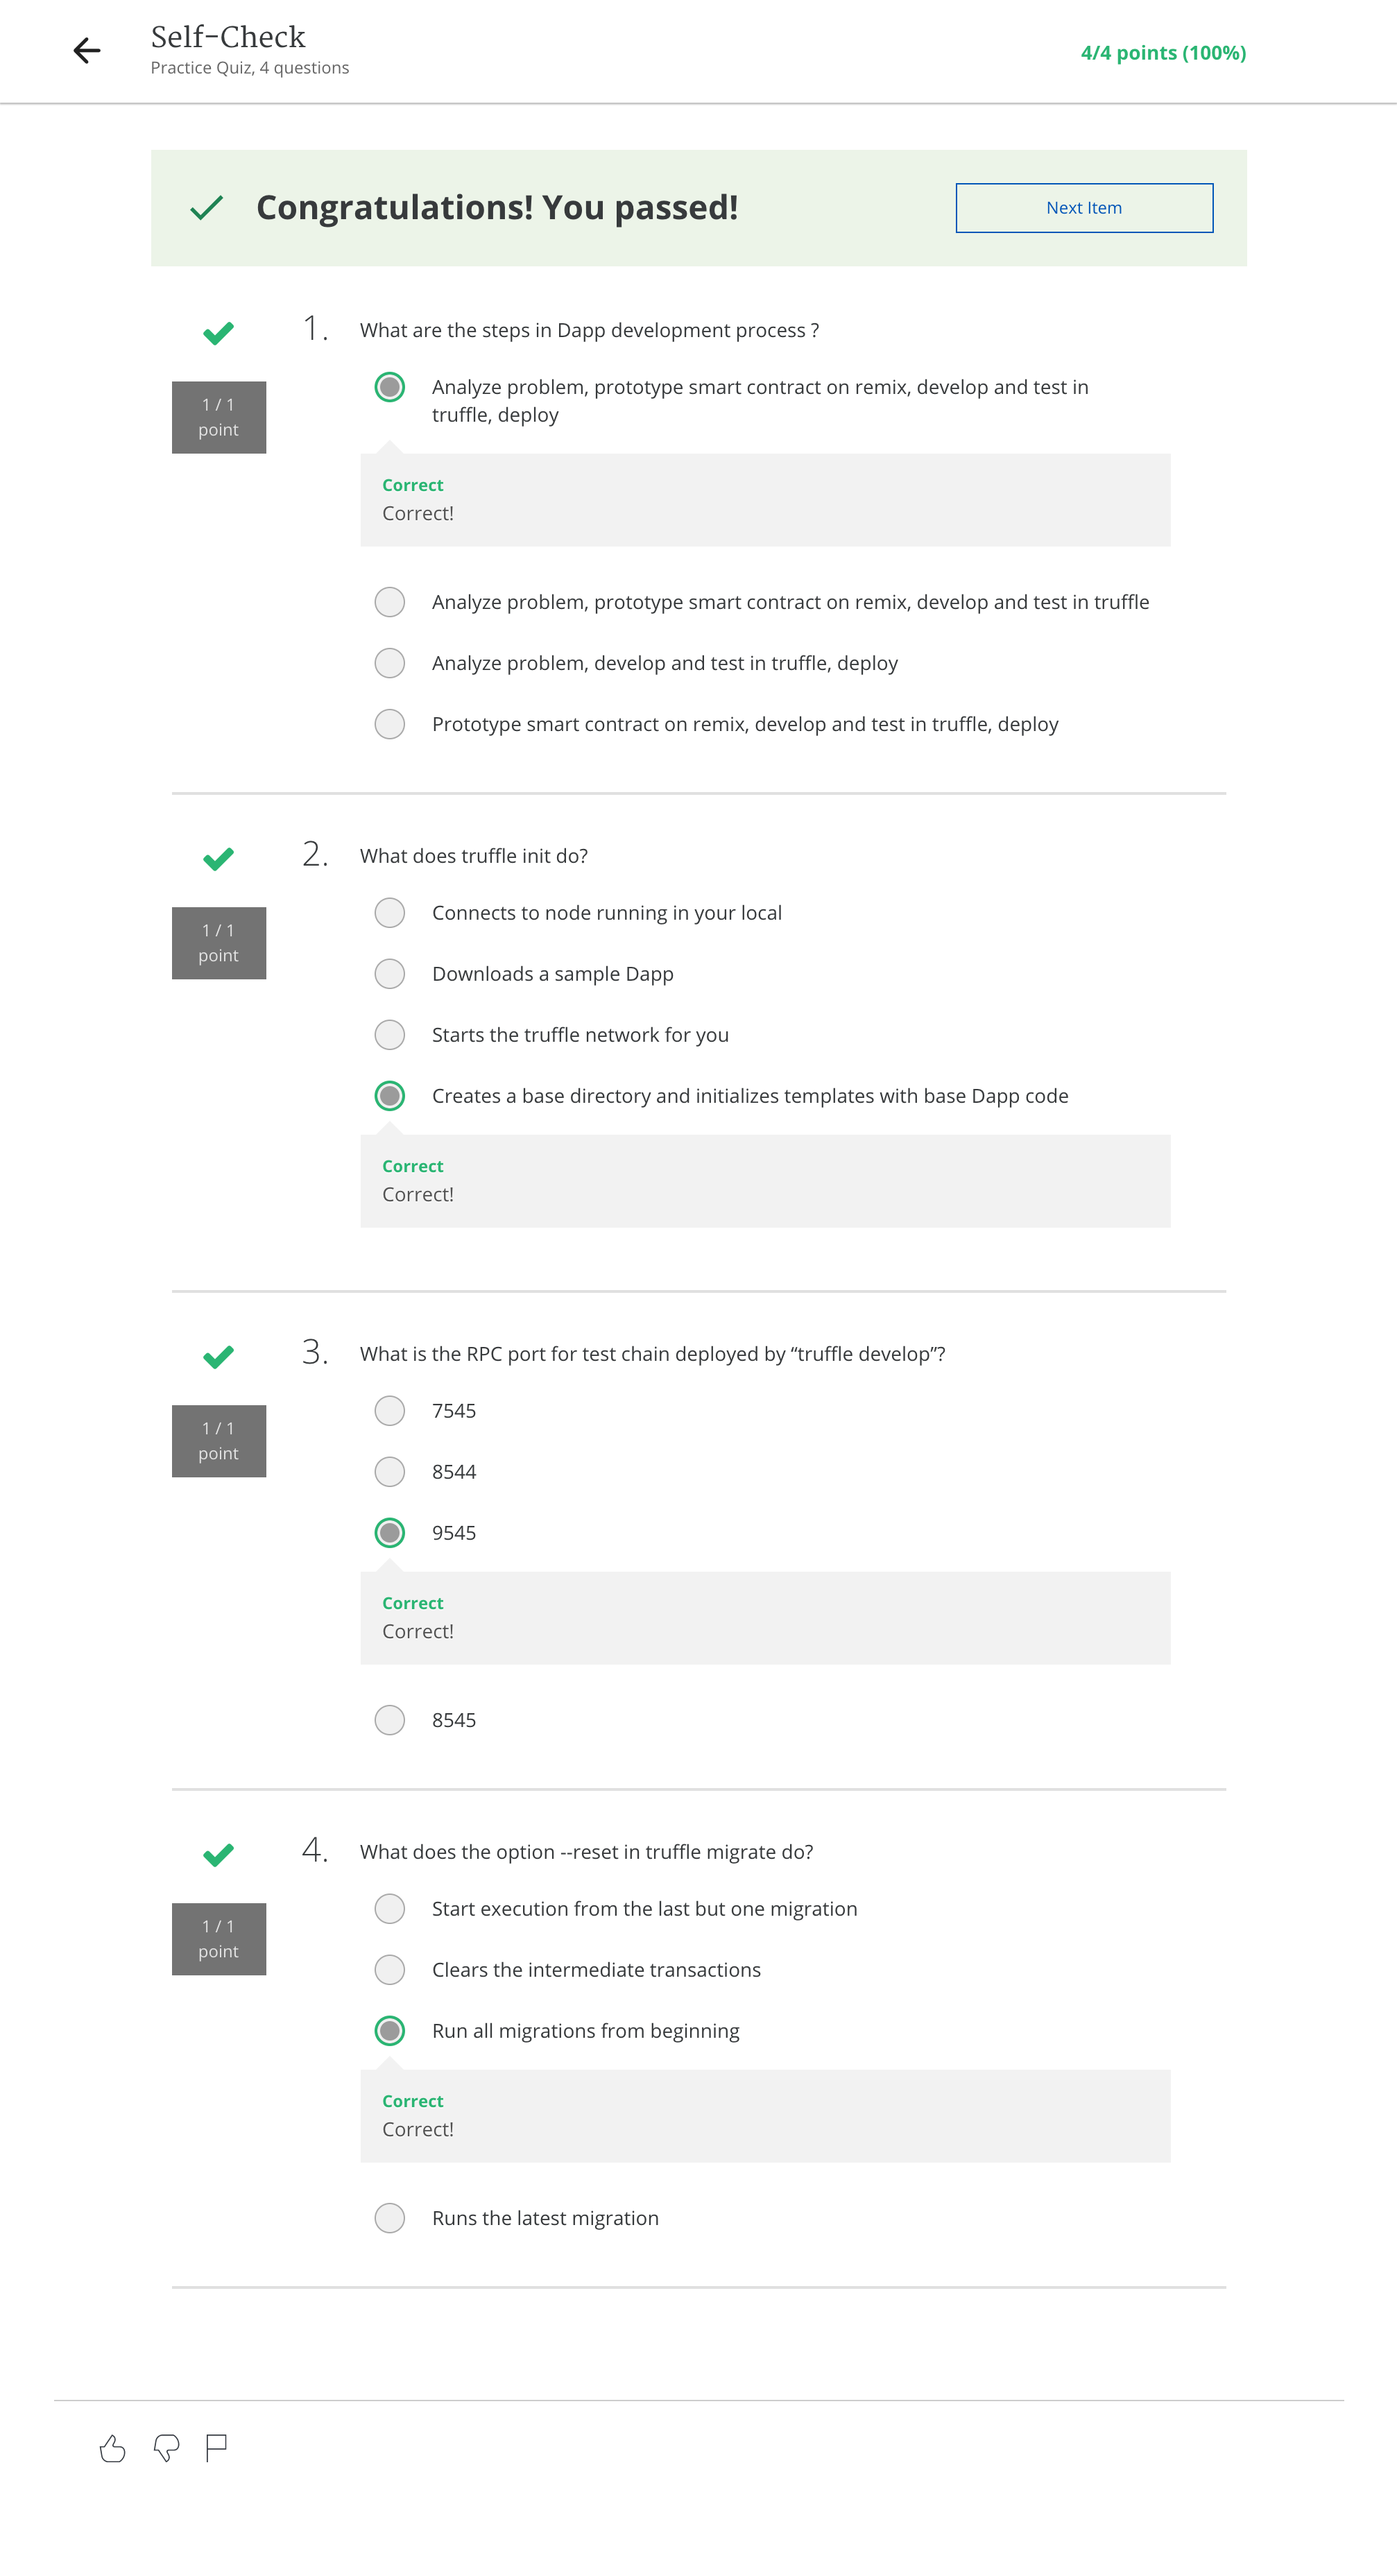 Self-Check
Practice Quiz, 4 questions
4/4 points (100%)
Congratulations! You passed!
Next Item
1.
What are the steps in Dapp development process ?
1 / 1
point
Analyze problem, prototype smart contract on remix, develop and test in
truffle, deploy
Correct
Correct!
Analyze problem, prototype smart contract on remix, develop and test in truffle
Analyze problem, develop and test in truffle, deploy
Prototype smart contract on remix, develop and test in truffle, deploy
2.
What does truffle init do?
1 / 1
point
Connects to node running in your local
Downloads a sample Dapp
Starts the truffle network for you
Creates a base directory and initializes templates with base Dapp code
Correct
Correct!
3.
What is the RPC port for test chain deployed by “truffle develop”?
1 / 1
point
7545
8544
9545
Correct
Correct!
8545
4.
What does the option --reset in truffle migrate do?
1 / 1
point
Start execution from the last but one migration
Clears the intermediate transactions
Run all migrations from beginning
Correct
Correct!
Runs the latest migration